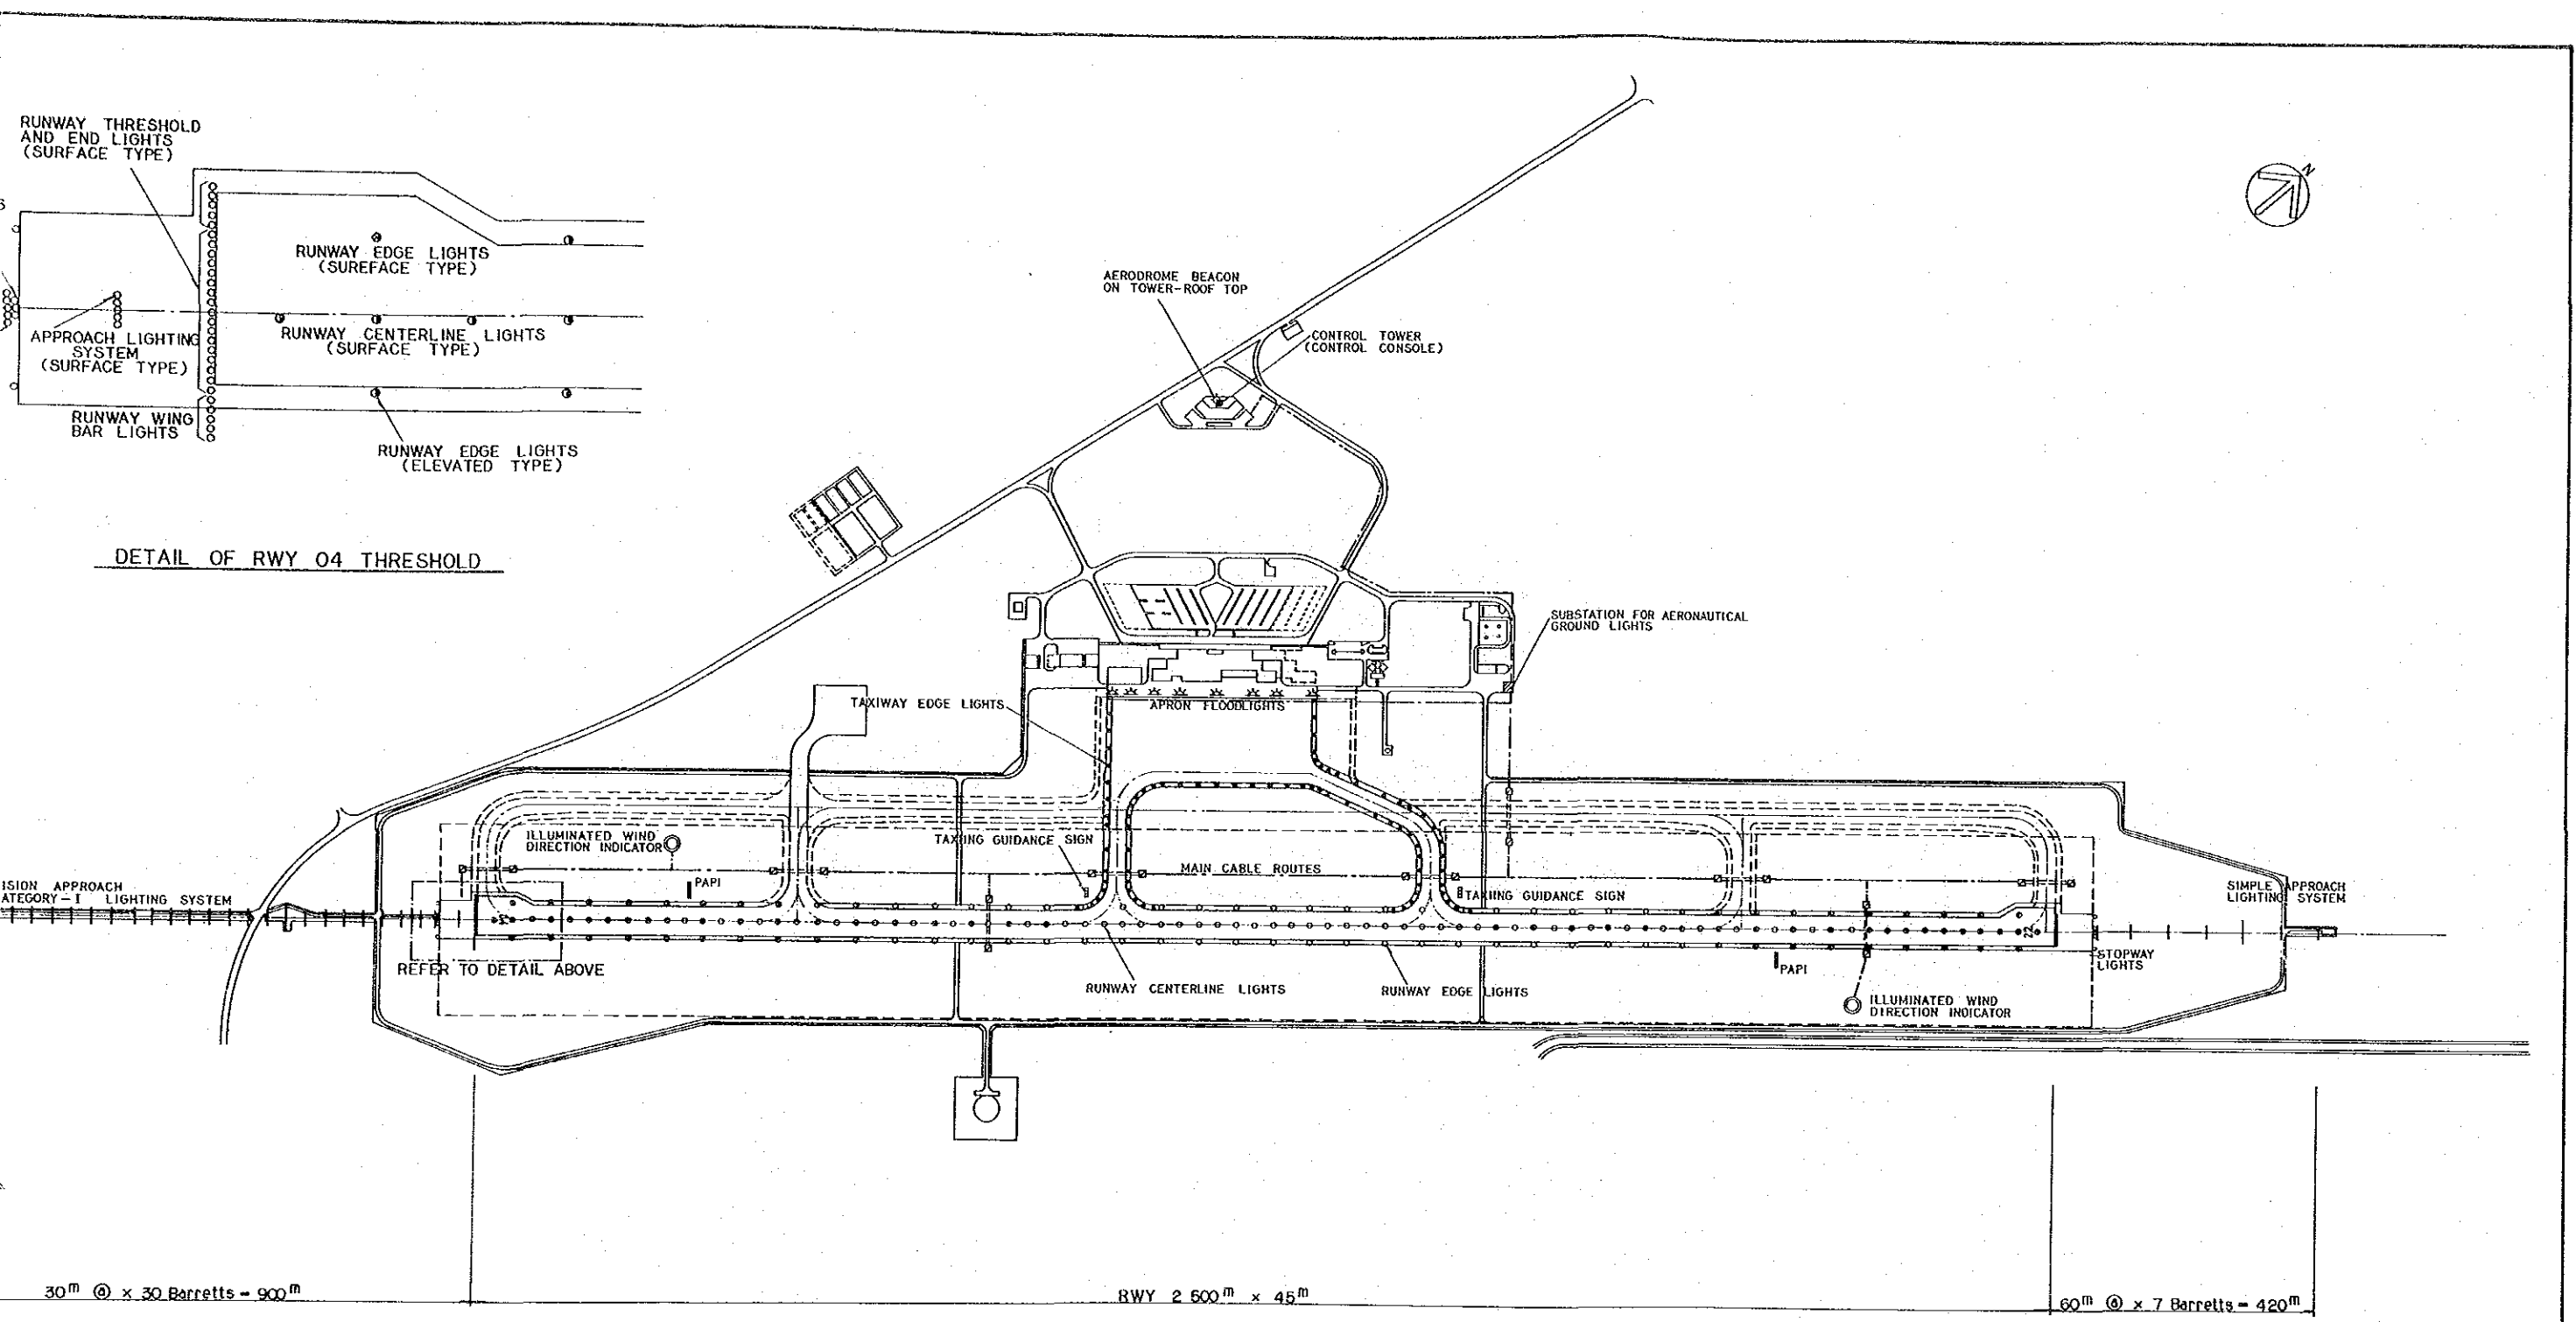 RUNWAY THRESHOLD
AND END LIGHTS
(SURFACE TYPE)
RUNWAY EDGE LIGHTS
(SUREFACE TYPE)
APPROACH LIGHTING
SYSTEM
(SURFACE TYPE)
RUNWAY CENTERLINE LIGHTS
(SURFACE TYPE)
RUNWAY WING
BAR LIGHTS
RUNWAY EDGE LIGHTS
(ELEVATED TYPE)
DETAIL OF RWY 04 THRESHOLD
N
AERODROME BEACON
ON TOWER-ROOF TOP
CONTROL TOWER
(CONTROL CONSOLE)
SUBSTATION FOR AERONAUTICAL
GROUND LIGHTS
TAXIWAY EDGE LIGHTS
APRON FLOODLIGHTS
ILLUMINATED WIND
DIRECTION INDICATOR
TAXIING GUIDANCE SIGN
MAIN CABLE ROUTES
PAPI
TAXIING GUIDANCE SIGN
ISION APPROACH
ATEGORY-I LIGHTING SYSTEM
SIMPLE APPROACH
LIGHTING SYSTEM
22
REFER TO DETAIL ABOVE
STOPWAY
LIGHTS
PAPI
RUNWAY CENTERLINE LIGHTS
RUNWAY EDGE LIGHTS
ILLUMINATED WIND
DIRECTION INDICATOR
30m @ x 30 Barretts = 900m
RWY 2 500m x 45m
60m @ x 7 Barretts = 420m